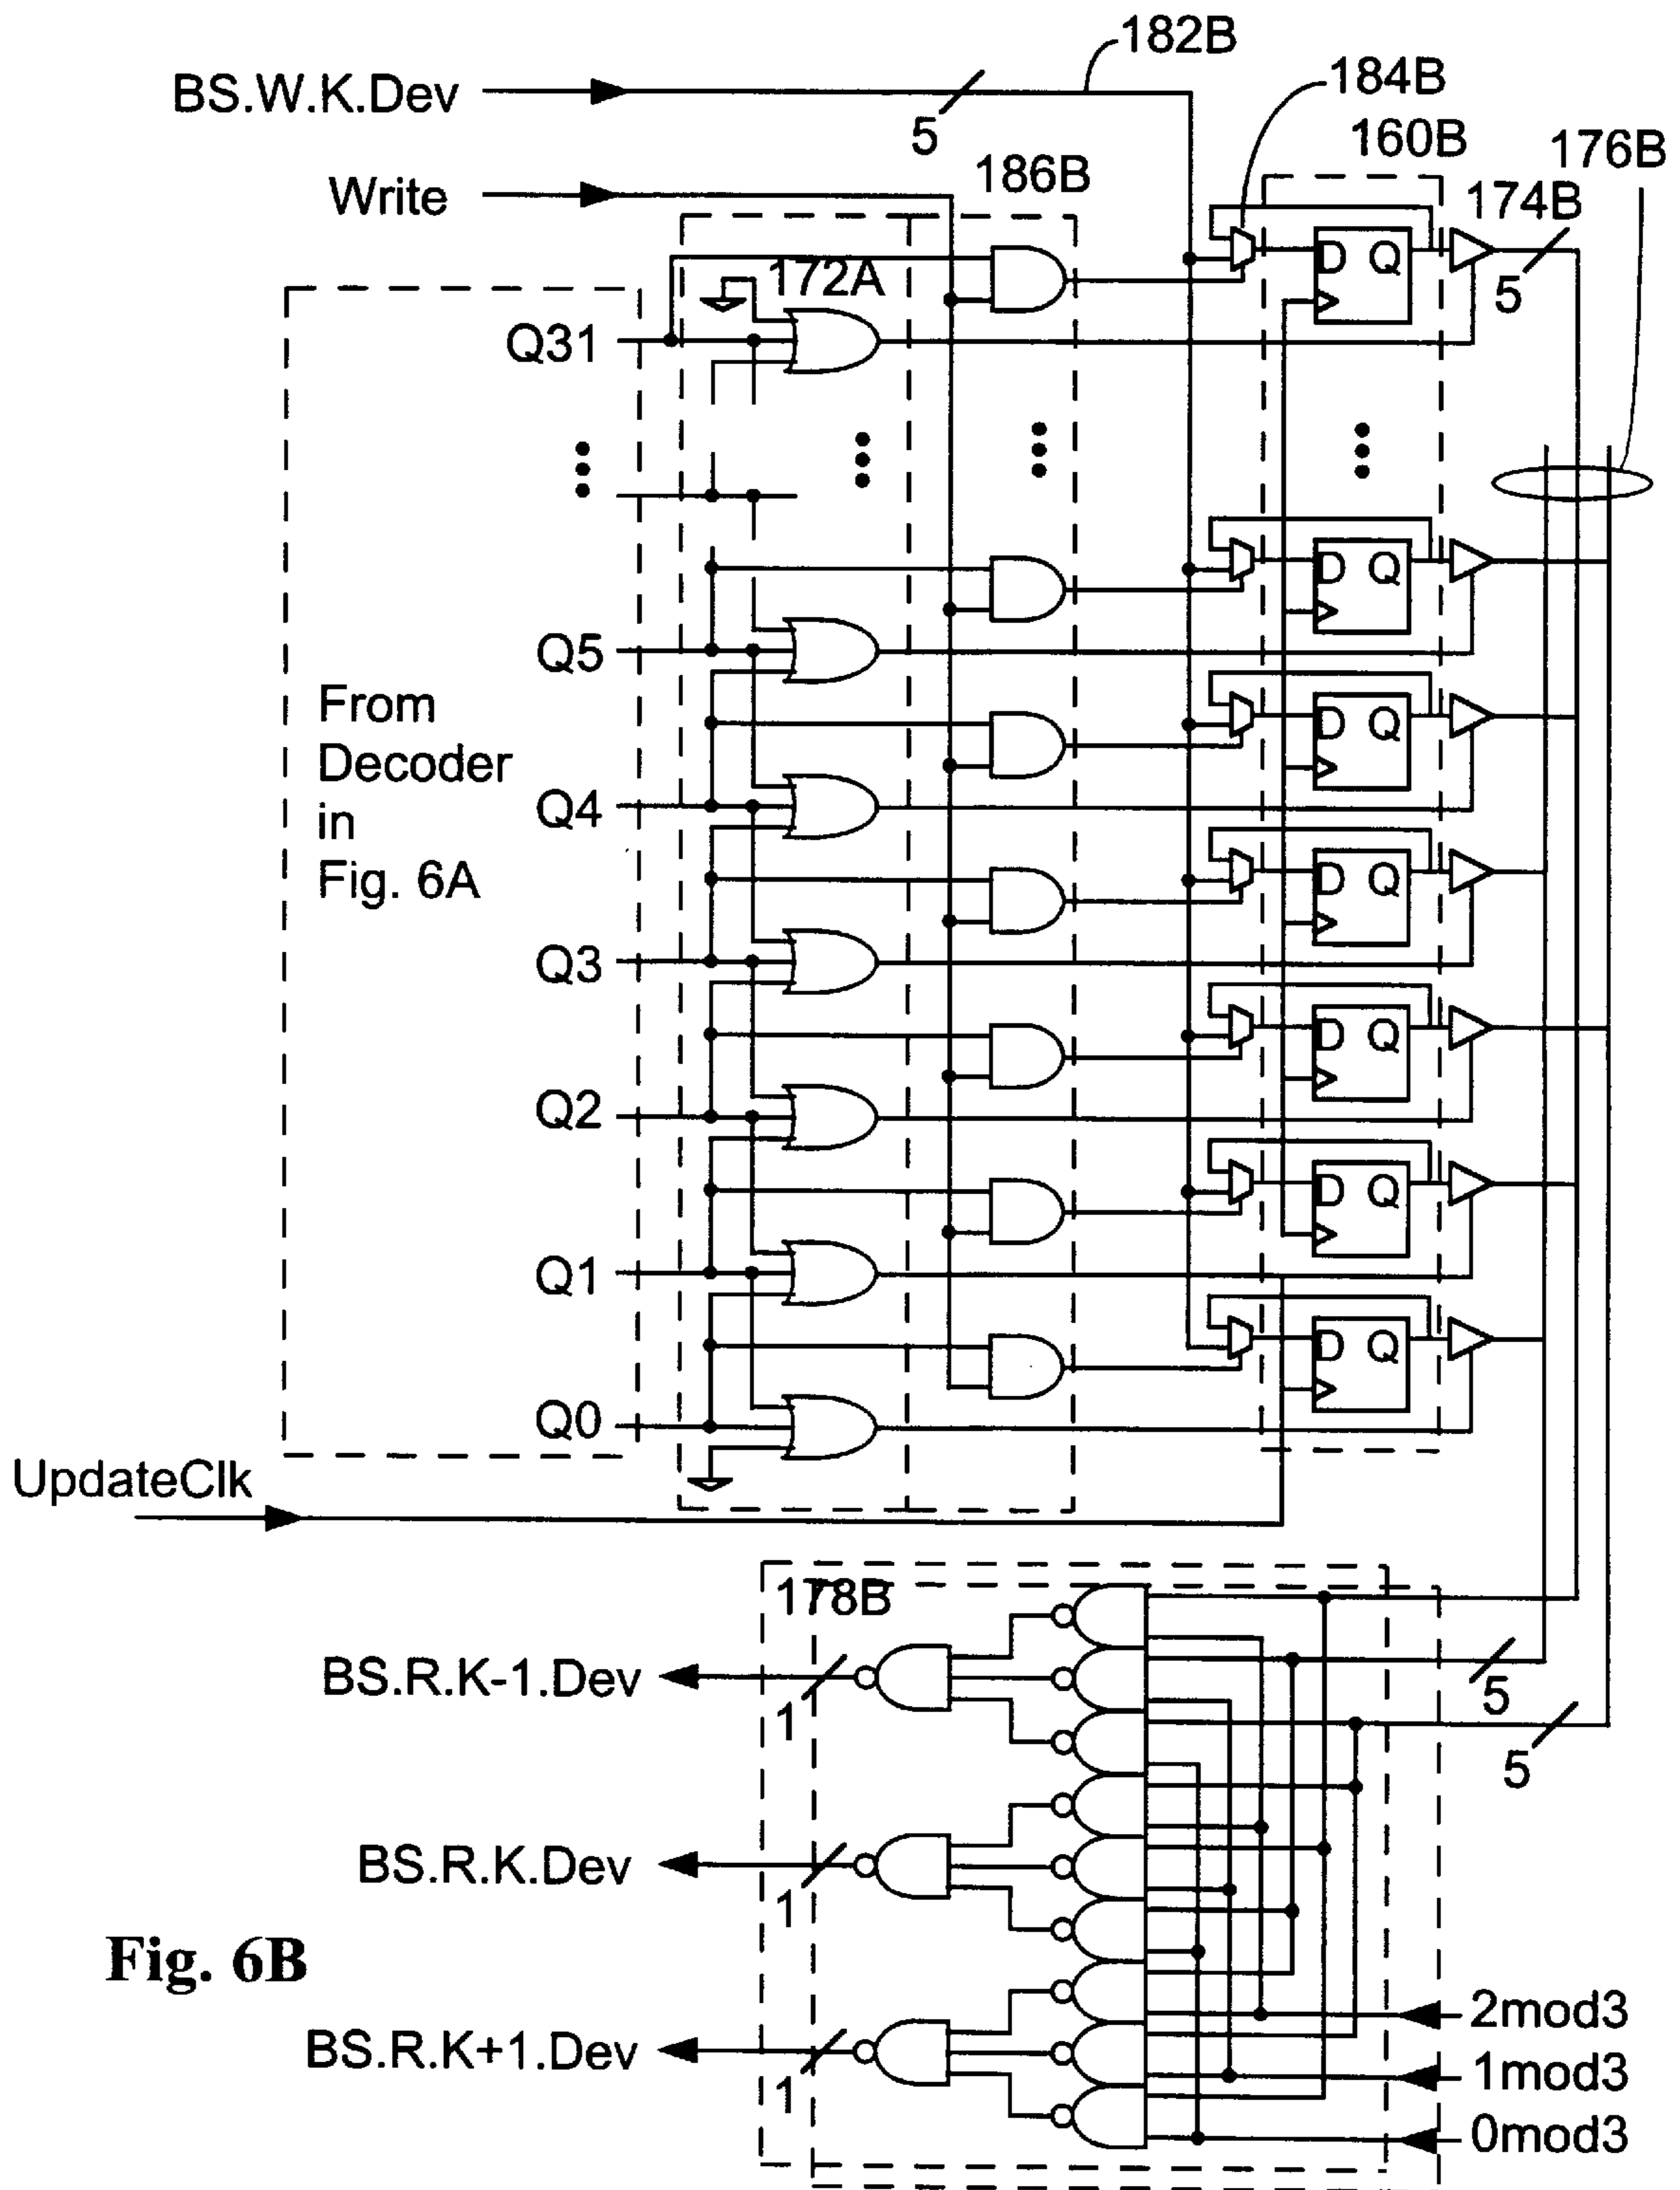 182B
BS.W.K.Dev
5
184B
160B
176B
186B
Write
174B
5
172A
D Q
Q31
D Q
Q5
From
Decoder
in
Fig. 6A
D Q
Q4
D Q
Q3
D Q
Q2
D Q
Q1
D Q
Q0
UpdateClk
178B
BS.R.K-1.Dev
1
5
5
BS.R.K.Dev
1
Fig. 6B
2mod3
BS.R.K+1.Dev
1
1mod3
0mod3